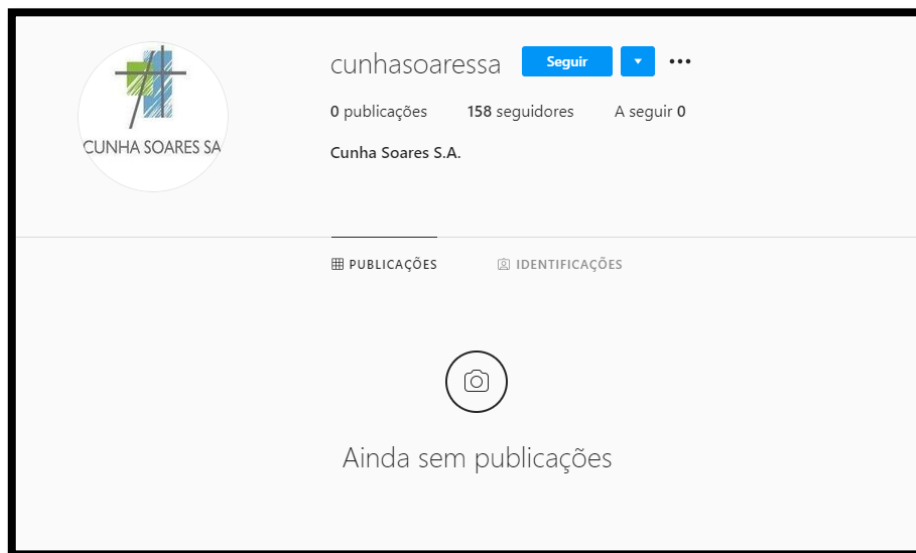 CUNHA SOARES SA
cunhasoaressa Seguir
0 publicações 158 seguidores A seguir 0
Cunha Soares S.A.
PUBLICAÇÕES IDENTIFICAÇÕES
Ainda sem publicações